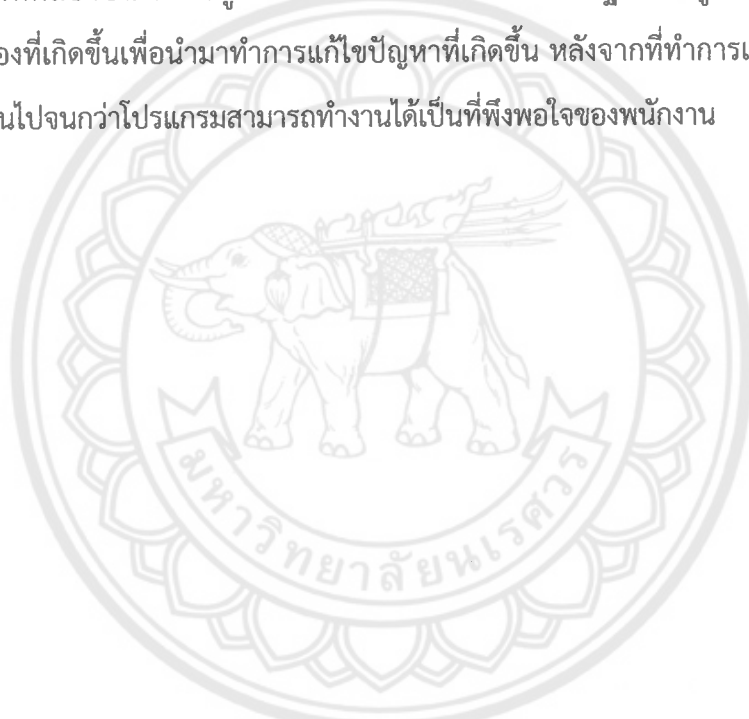 องที่เกิดขึ้นเพื่อนำมาทำการแก้ไขปัญหาที่เกิดขึ้น หลังจากที่ทำการแ
นไปจนกว่าโปรแกรมสามารถทำงานได้เป็นที่พึงพอใจของพนักงาน
มหาวิทยาลัยนเรศวร